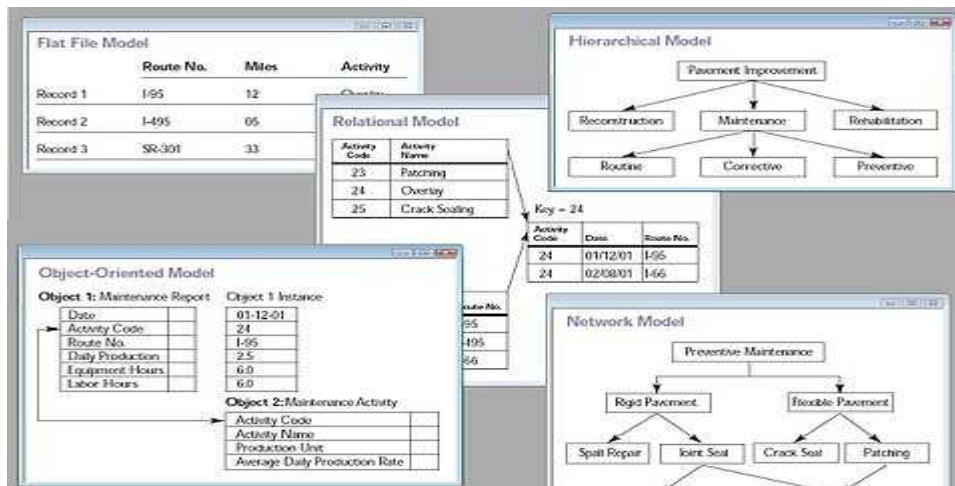 Flat File Model
Route No. Miles Activity
Record 1 I-95 12 Overlay
Record 2 I-495 05
Record 3 SR-301 33
Relational Model
Activity Code Activity Name
23 Patching
24 Overlay
25 Crack Sealing
Key = 24
Activity Code Date Route No.
24 01/12/01 I-95
24 02/08/01 I-66
Route No.
95
495
66
Hierarchical Model
Pavement Improvement
Reconstruction Maintenance Rehabilitation
Routine Corrective Preventive
Object-Oriented Model
Object 1: Maintenance Report Object 1 Instance
Date 01-12-01
Activity Code 24
Route No. I-95
Daily Production 2.5
Equipment Hours 6.0
Labor Hours 6.0
Object 2: Maintenance Activity
Activity Code
Activity Name
Production Unit
Average Daily Production Rate
Network Model
Preventive Maintenance
Rigid Pavement Flexible Pavement
Spall Repair Joint Seal Crack Seal Patching